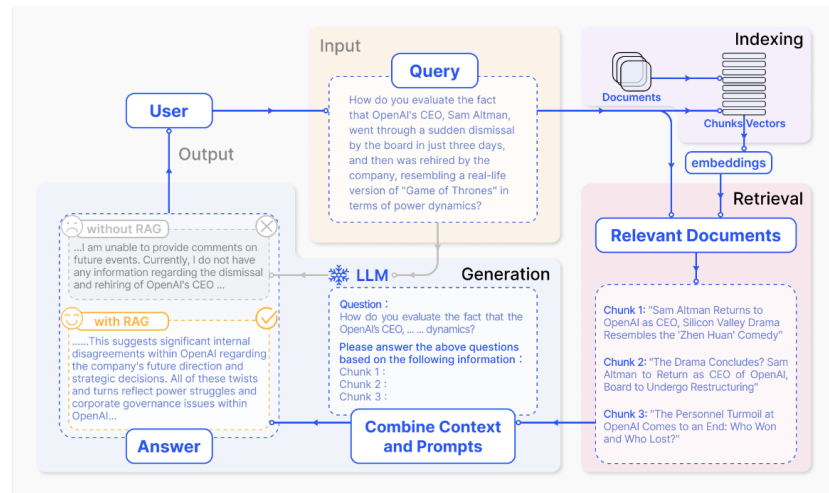 Input
Query
How do you evaluate the fact
that OpenAI's CEO, Sam Altman,
went through a sudden dismissal
by the board in just three days,
and then was rehired by the
company, resembling a real-life
version of "Game of Thrones" in
terms of power dynamics?
Indexing
Documents
Chunks Vectors
embeddings
User
Output
Retrieval
Relevant Documents
Chunk 1: "Sam Altman Returns to
OpenAI as CEO, Silicon Valley Drama
Resembles the 'Zhen Huan' Comedy"
Chunk 2: "The Drama Concludes? Sam
Altman to Return as CEO of OpenAI,
Board to Undergo Restructuring"
Chunk 3: "The Personnel Turmoil at
OpenAI Comes to an End: Who Won
and Who Lost?"
LLM
Generation
Question :
How do you evaluate the fact that the
OpenAI's CEO, ... ... dynamics?
Please answer the above questions
based on the following information :
Chunk 1 :
Chunk 2 :
Chunk 3 :
Combine Context
and Prompts
without RAG
...I am unable to provide comments on
future events. Currently, I do not have
any information regarding the dismissal
and rehiring of OpenAI's CEO ...
with RAG
......This suggests significant internal
disagreements within OpenAI regarding
the company's future direction and
strategic decisions. All of these twists
and turns reflect power struggles and
corporate governance issues within
OpenAI...
Answer